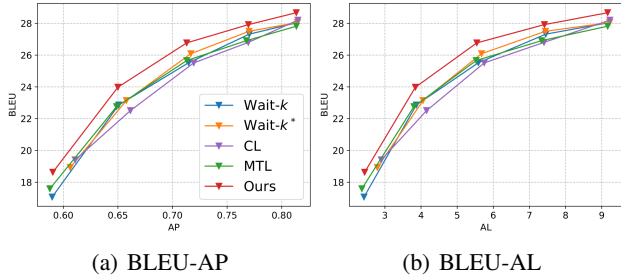 28
26
24
22
20
18
BLEU
0.60 0.65 0.70 0.75 0.80
AP
Wait-k
Wait-k*
CL
MTL
Ours
28
26
24
22
20
18
BLEU
3 4 5 6 7 8 9
AL
(a) BLEU-AP
(b) BLEU-AL